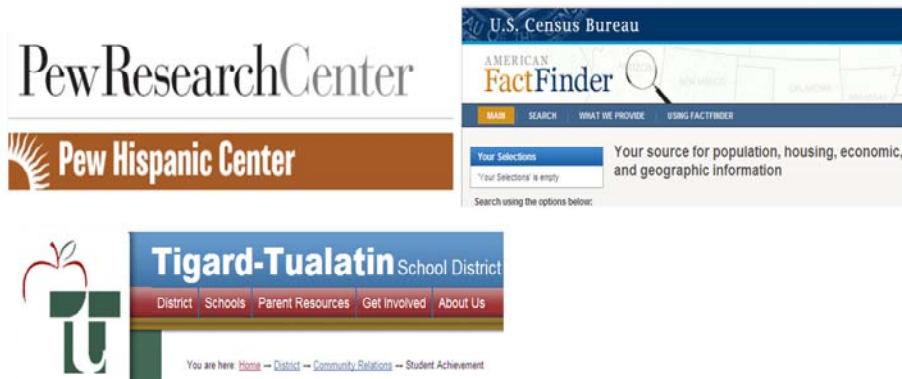 PewResearchCenter
Pew Hispanic Center
U.S. Census Bureau
AMERICAN
FactFinder
MAIN SEARCH WHAT WE PROVIDE USING FACTFINDER
Your Selections
'Your Selections' is empty
Search using the options below:
Your source for population, housing, economic,
and geographic information
Tigard-Tualatin School District
District Schools Parent Resources Get Involved About Us
You are here: Home → District → Community Relations → Student Achievement